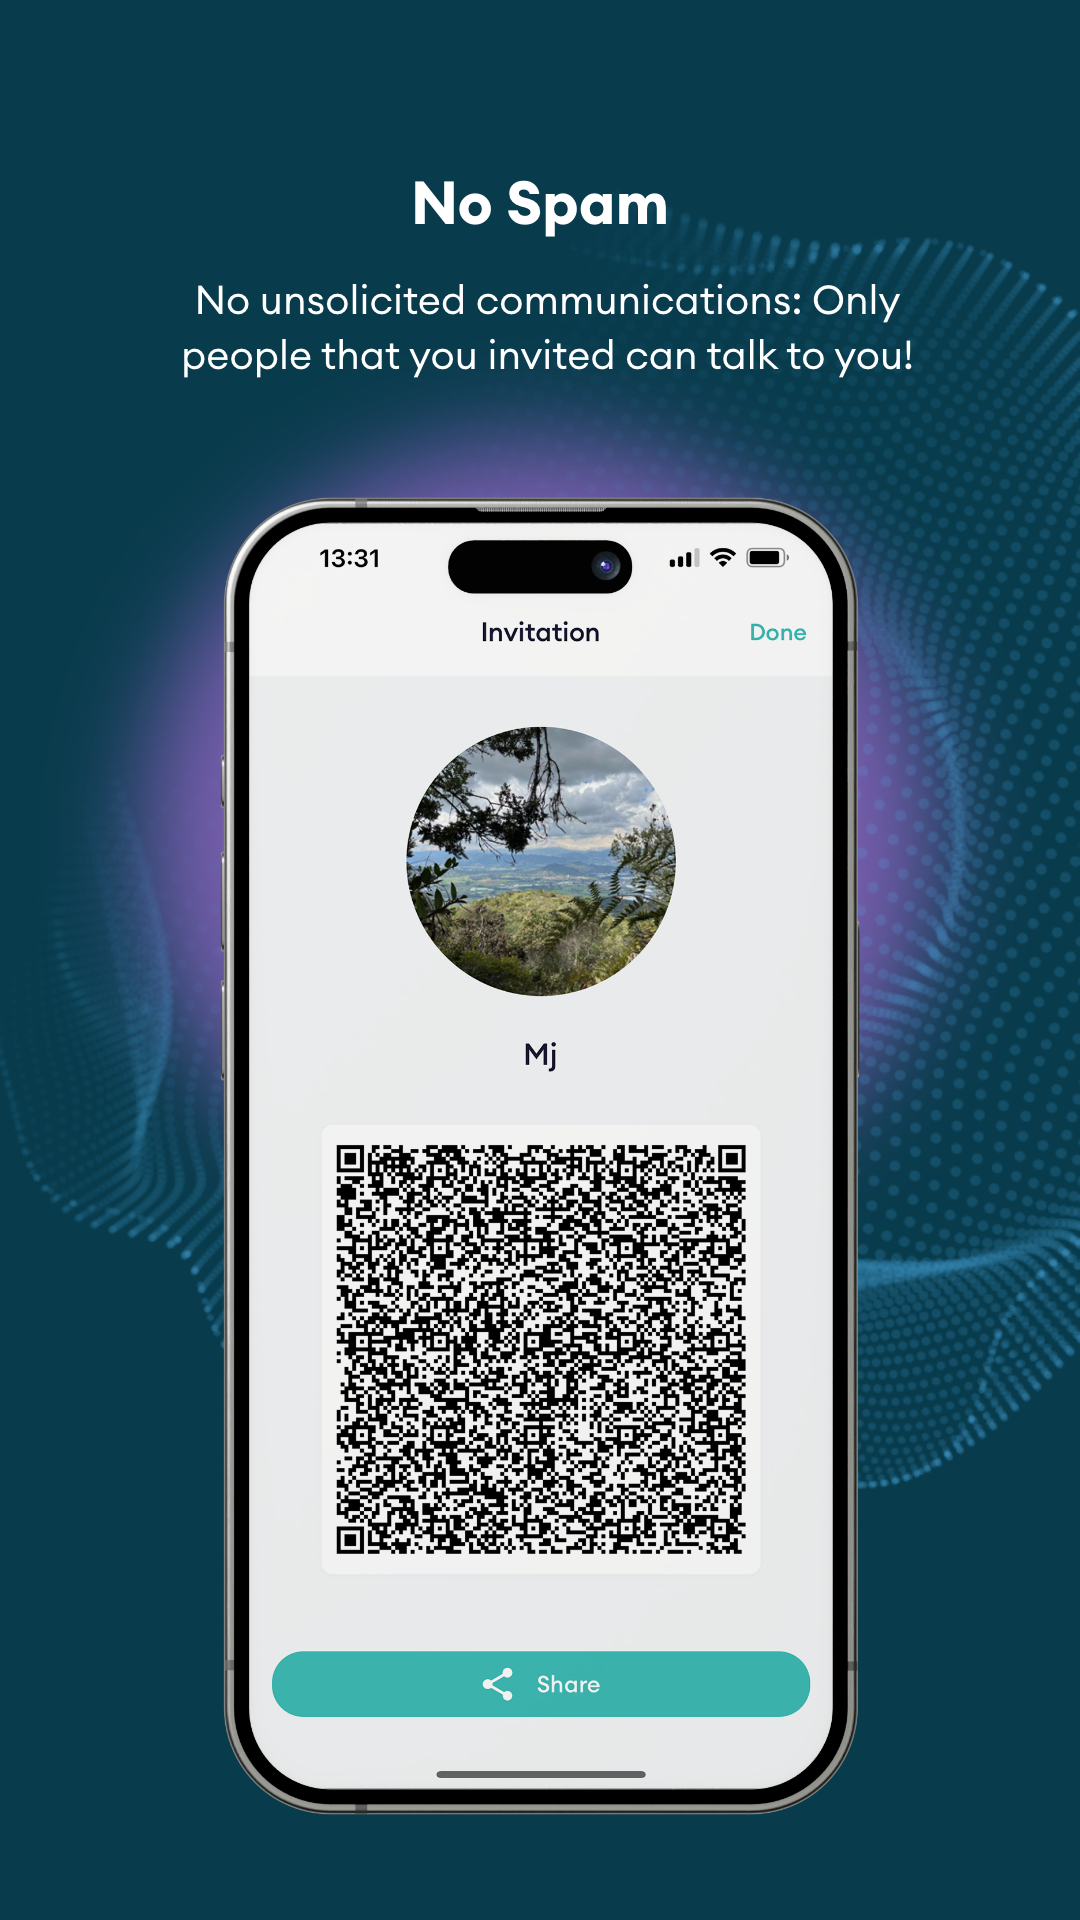 No Spam
No unsolicited communications: Only
people that you invited can talk to you!
13:31
Invitation
Done
Mj
Share